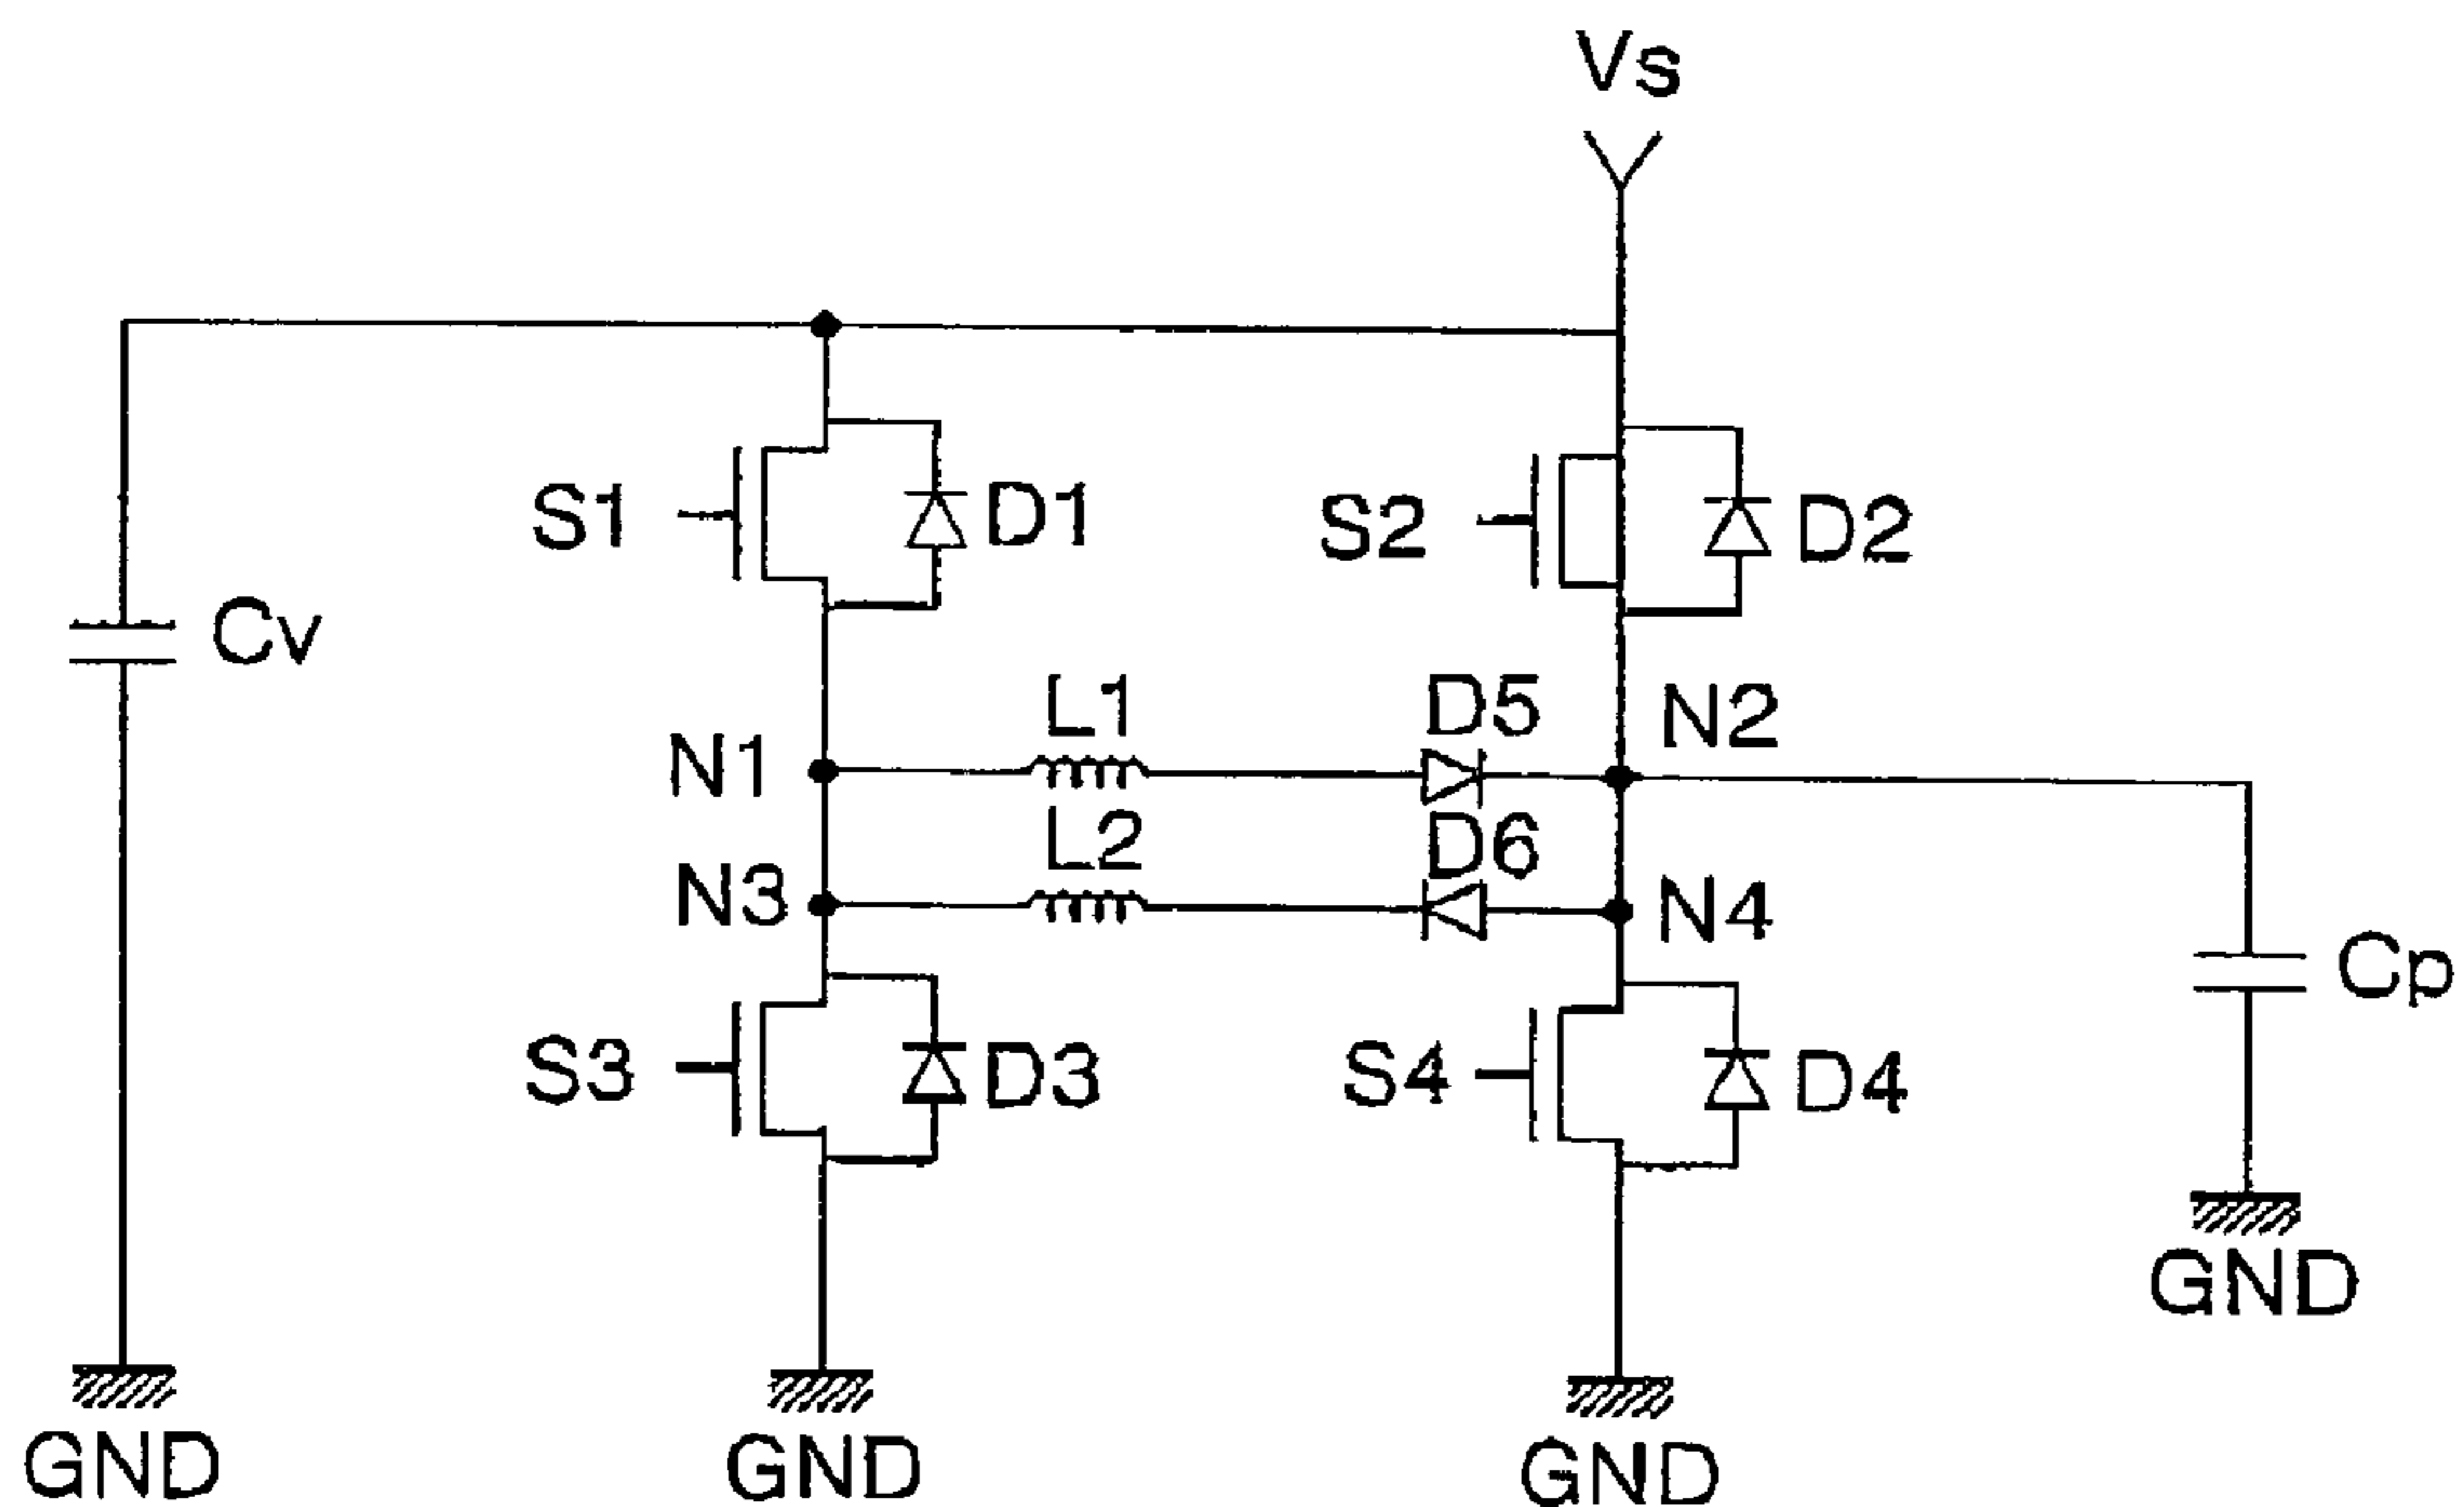 Vs
S1
D1
S2
D2
Cv
L1
D5
N2
N1
L2
D6
N3
N4
Cp
S3
D3
S4
D4
GND
GND
GND
GND